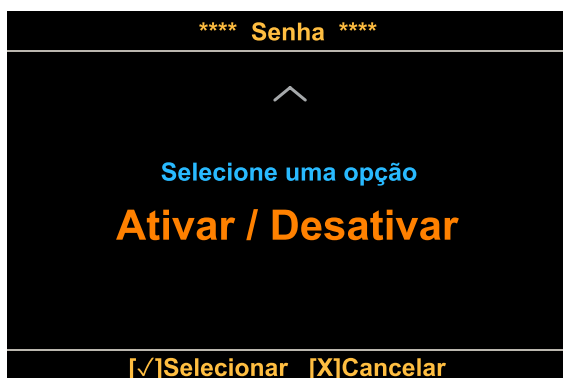 **** Senha ****
Selecione uma opção
Ativar / Desativar
[✓]Selecionar [X]Cancelar